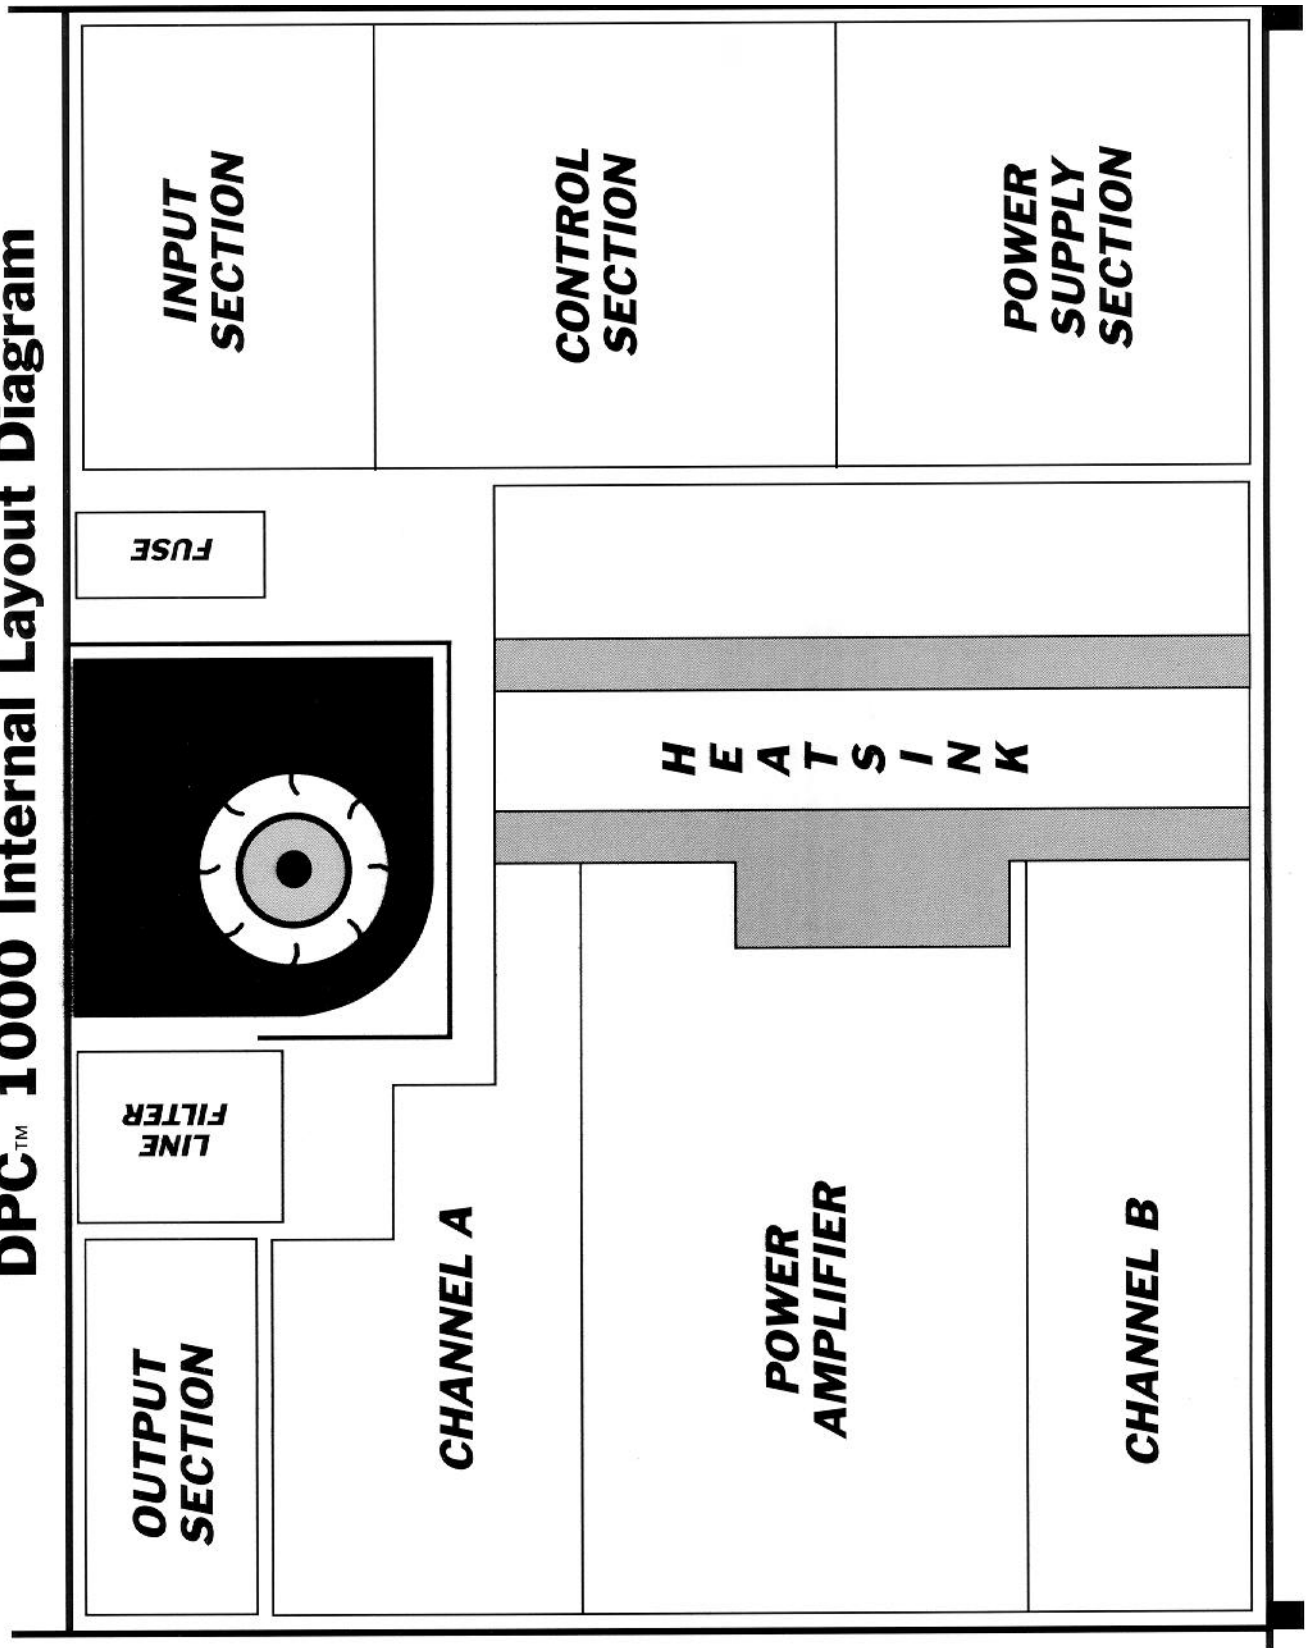 DPC™ 1000 Internal Layout Diagram
OUTPUT
SECTION
LINE
FILTER
FUSE
INPUT
SECTION
CHANNEL A
HEATSINK
CONTROL
SECTION
POWER
AMPLIFIER
POWER
SUPPLY
SECTION
CHANNEL B